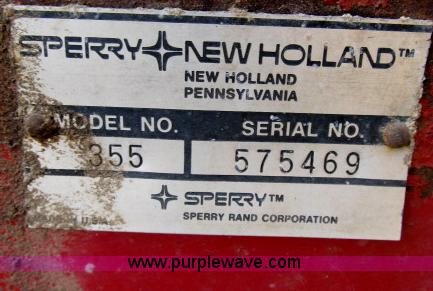 SPERRY NEW HOLLAND™
NEW HOLLAND
PENNSYLVANIA
MODEL NO. SERIAL NO.
355 575469
SPERRY™
SPERRY RAND CORPORATION
U.S.A.
www.purplewave.com